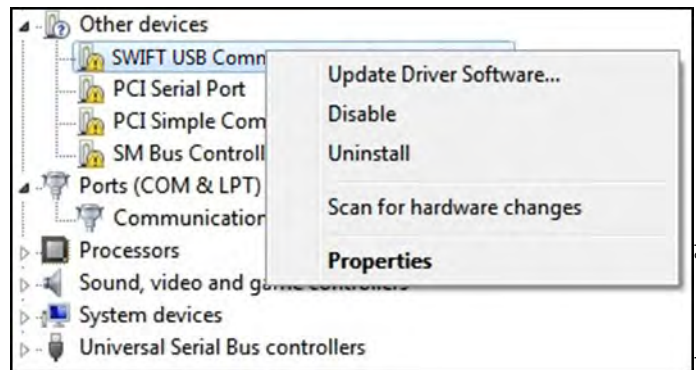 Other devices
SWIFT USB Comm
Update Driver Software...
PCI Serial Port
Disable
PCI Simple Com
SM Bus Controll
Uninstall
Ports (COM & LPT)
Scan for hardware changes
Communication
Processors
Properties
Sound, video and game controllers
System devices
Universal Serial Bus controllers